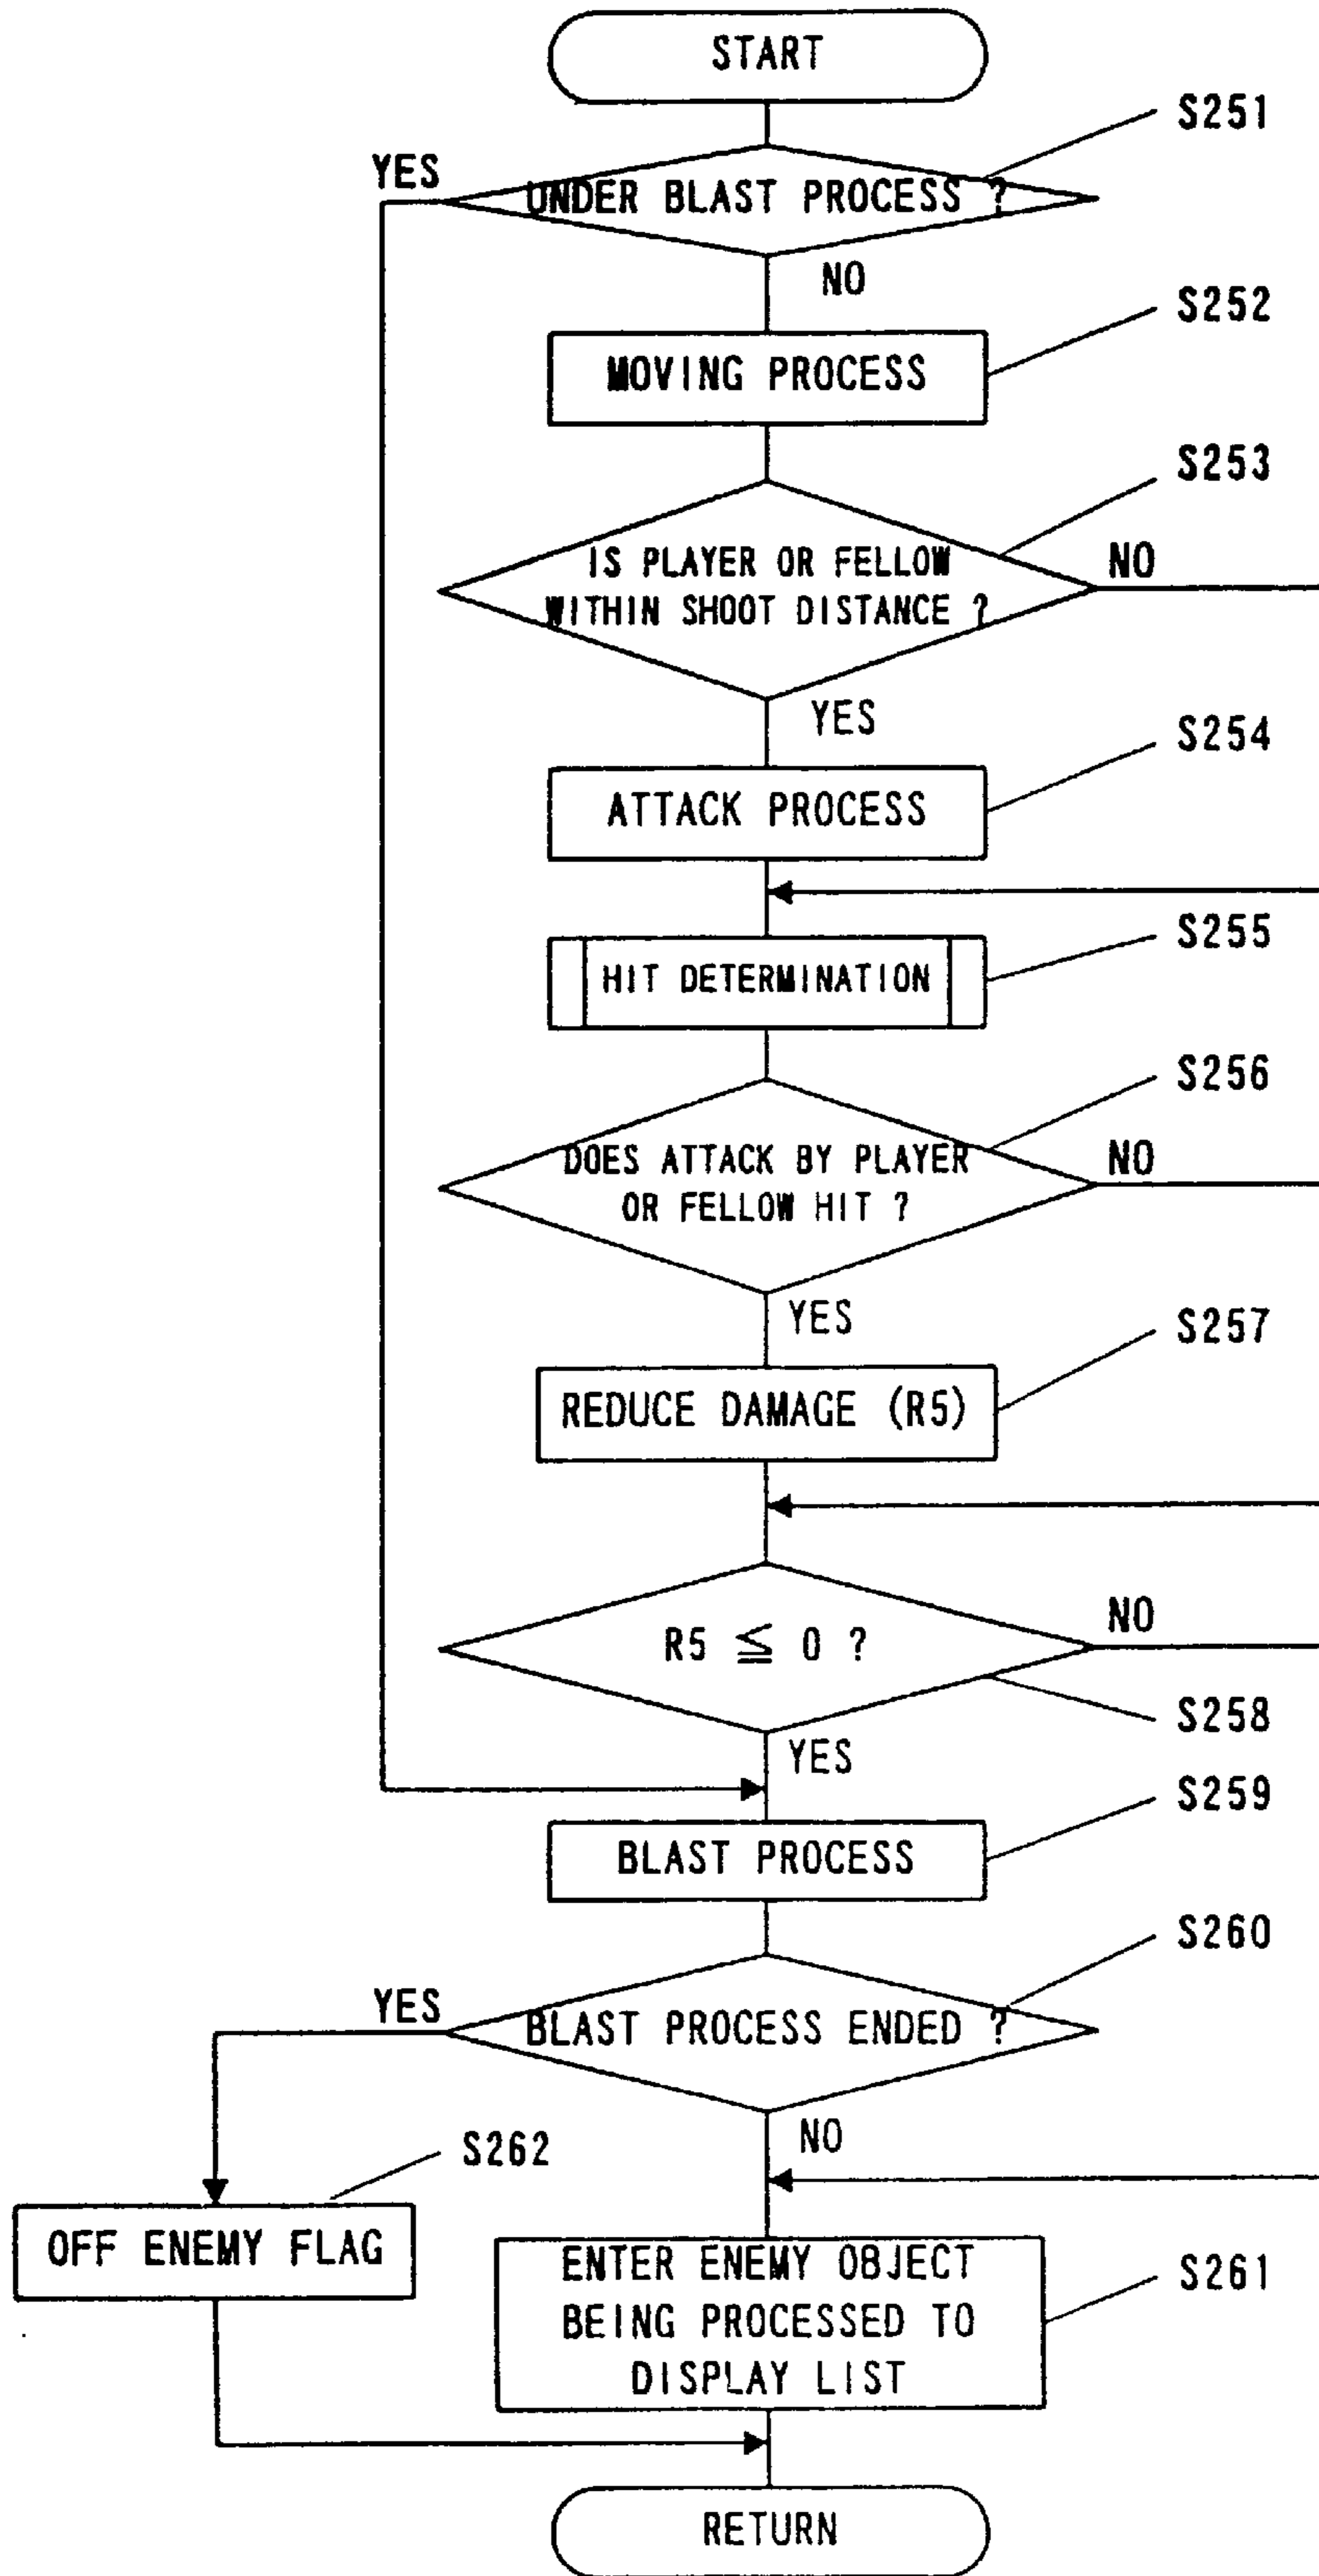 START
S251
YES
UNDER BLAST PROCESS ?
NO
S252
MOVING PROCESS
S253
IS PLAYER OR FELLOW
WITHIN SHOOT DISTANCE ?
NO
YES
S254
ATTACK PROCESS
S255
HIT DETERMINATION
S256
DOES ATTACK BY PLAYER
OR FELLOW HIT ?
NO
YES
S257
REDUCE DAMAGE (R5)
R5 ≦ 0 ?
NO
S258
YES
S259
BLAST PROCESS
S260
YES
BLAST PROCESS ENDED ?
NO
S262
OFF ENEMY FLAG
ENTER ENEMY OBJECT
BEING PROCESSED TO
DISPLAY LIST
S261
RETURN